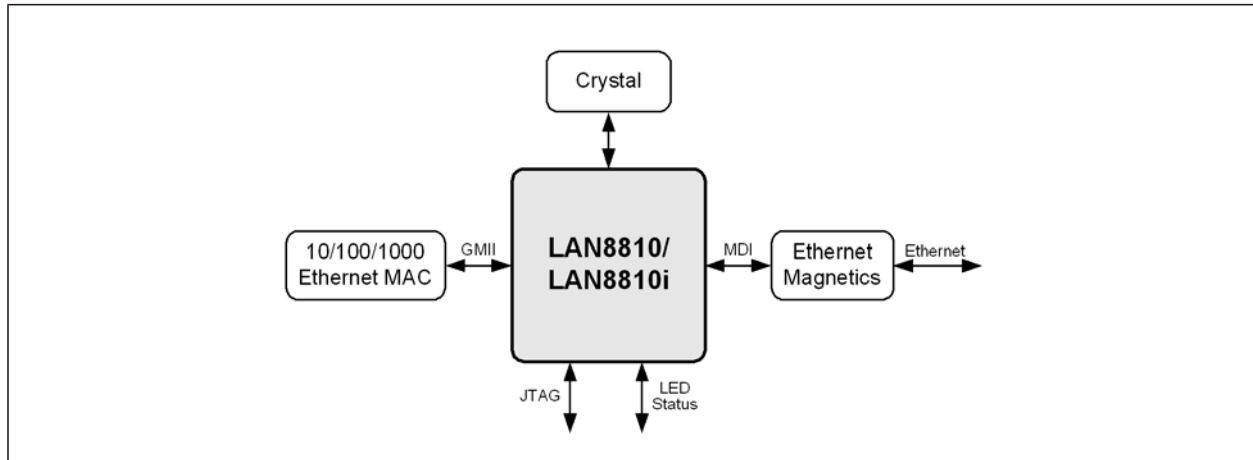 Crystal
10/100/1000
Ethernet MAC
GMII
LAN8810/
LAN8810i
MDI
Ethernet
Magnetics
Ethernet
JTAG
LED
Status